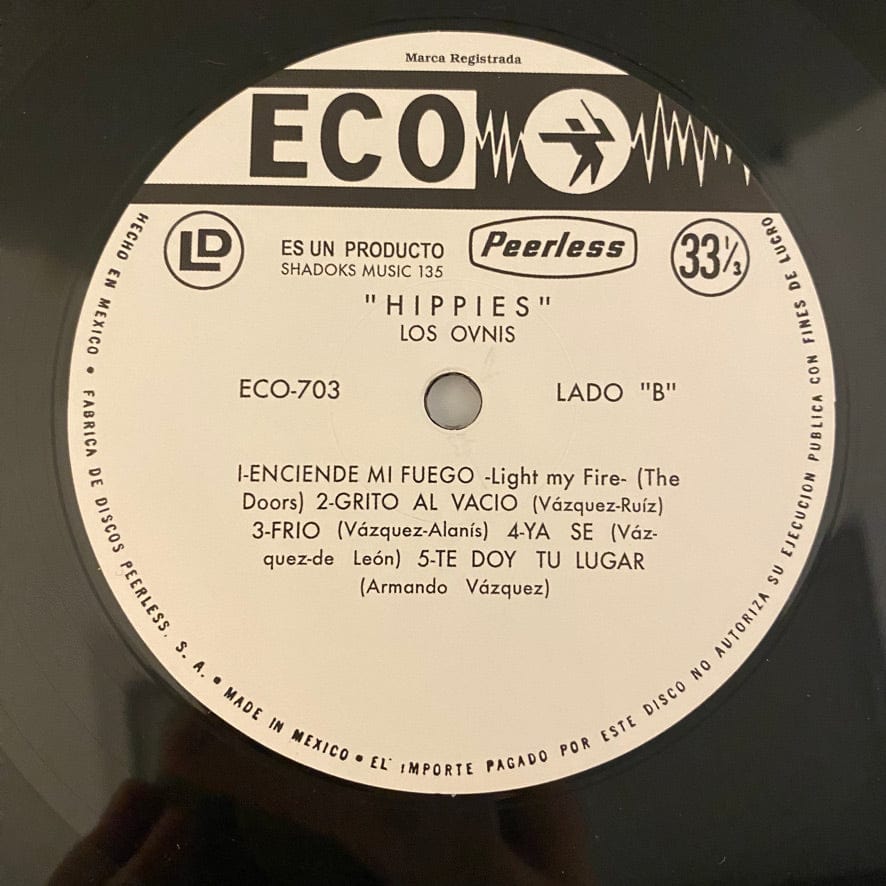 Marca Registrada
ECO
LD
ES UN PRODUCTO
SHADOKS MUSIC 135
Peerless
33⅓
"HIPPIES"
LOS OVNIS
ECO-703
LADO "B"
1-ENCIENDE MI FUEGO -Light my Fire- (The
Doors) 2-GRITO AL VACIO (Vázquez-Ruíz)
3-FRIO (Vázquez-Alanís) 4-YA SE (Váz-
quez-de León) 5-TE DOY TU LUGAR
(Armando Vázquez)
HECHO EN MEXICO • FABRICA DE DISCOS PEERLESS, S. A. • MADE IN MEXICO • EL IMPORTE PAGADO POR ESTE DISCO NO AUTORIZA SU EJECUCION PUBLICA CON FINES DE LUCRO